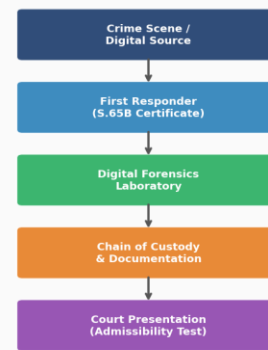 Crime Scene /
Digital Source
First Responder
(S.65B Certificate)
Digital Forensics
Laboratory
Chain of Custody
& Documentation
Court Presentation
(Admissibility Test)